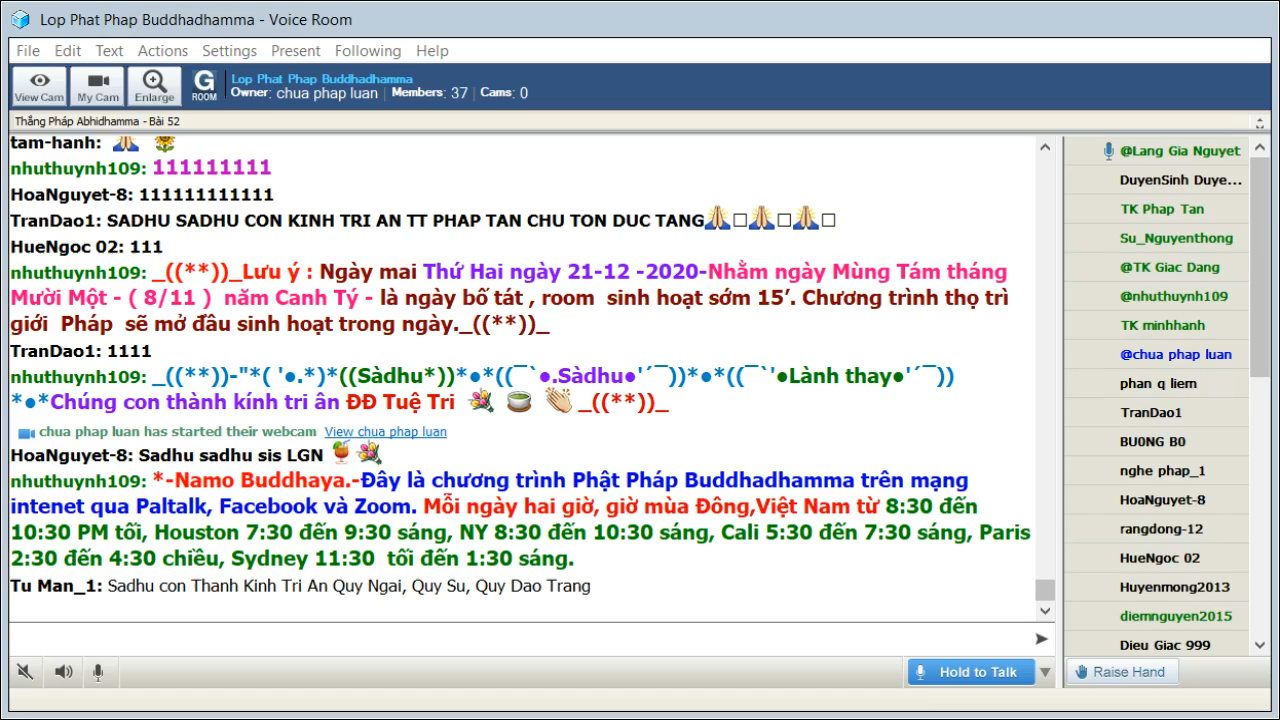 Lop Phat Phap Buddhadhamma - Voice Room
File Edit Text Actions Settings Present Following Help
View Cam My Cam Enlarge G ROOM
Lop Phat Phap Buddhadhamma
Owner: chua phap luan | Members: 37 | Cams: 0
Thắng Pháp Abhidhamma - Bài 52
tam-hanh: 🙏 🌻
nhuthuynh109: 111111111
HoaNguyet-8: 111111111111
TranDao1: SADHU SADHU CON KINH TRI AN TT PHAP TAN CHU TON DUC TANG🙏□🙏□🙏□
HueNgoc 02: 111
nhuthuynh109: _((**))_Lưu ý : Ngày mai Thứ Hai ngày 21-12 -2020-Nhằm ngày Mùng Tám tháng
Mười Một - ( 8/11 ) năm Canh Tý - là ngày bố tát , room sinh hoạt sớm 15’. Chương trình thọ trì
giới Pháp sẽ mở đầu sinh hoạt trong ngày._((**))_
TranDao1: 1111
nhuthuynh109: _((**))-"*( '●.*)*((Sàdhu*))*●*((¯`●.Sàdhu●'´¯))*●*((¯`'●Lành thay●'´¯))
*●*Chúng con thành kính tri ân ĐĐ Tuệ Tri 💐 🍵 👏 _((**))_
chua phap luan has started their webcam View chua phap luan
HoaNguyet-8: Sadhu sadhu sis LGN 🍹 💐
nhuthuynh109: *-Namo Buddhaya.-Đây là chương trình Phật Pháp Buddhadhamma trên mạng
intenet qua Paltalk, Facebook và Zoom. Mỗi ngày hai giờ, giờ mùa Đông,Việt Nam từ 8:30 đến
10:30 PM tối, Houston 7:30 đến 9:30 sáng, NY 8:30 đến 10:30 sáng, Cali 5:30 đến 7:30 sáng, Paris
2:30 đến 4:30 chiều, Sydney 11:30 tối đến 1:30 sáng.
Tu Man_1: Sadhu con Thanh Kinh Tri An Quy Ngai, Quy Su, Quy Dao Trang
Hold to Talk
@Lang Gia Nguyet
DuyenSinh Duye...
TK Phap Tan
Su_Nguyenthong
@TK Giac Dang
@nhuthuynh109
TK minhhanh
@chua phap luan
phan q liem
TranDao1
BU0NG B0
nghe phap_1
HoaNguyet-8
rangdong-12
HueNgoc 02
Huyenmong2013
diemnguyen2015
Dieu Giac 999
Raise Hand